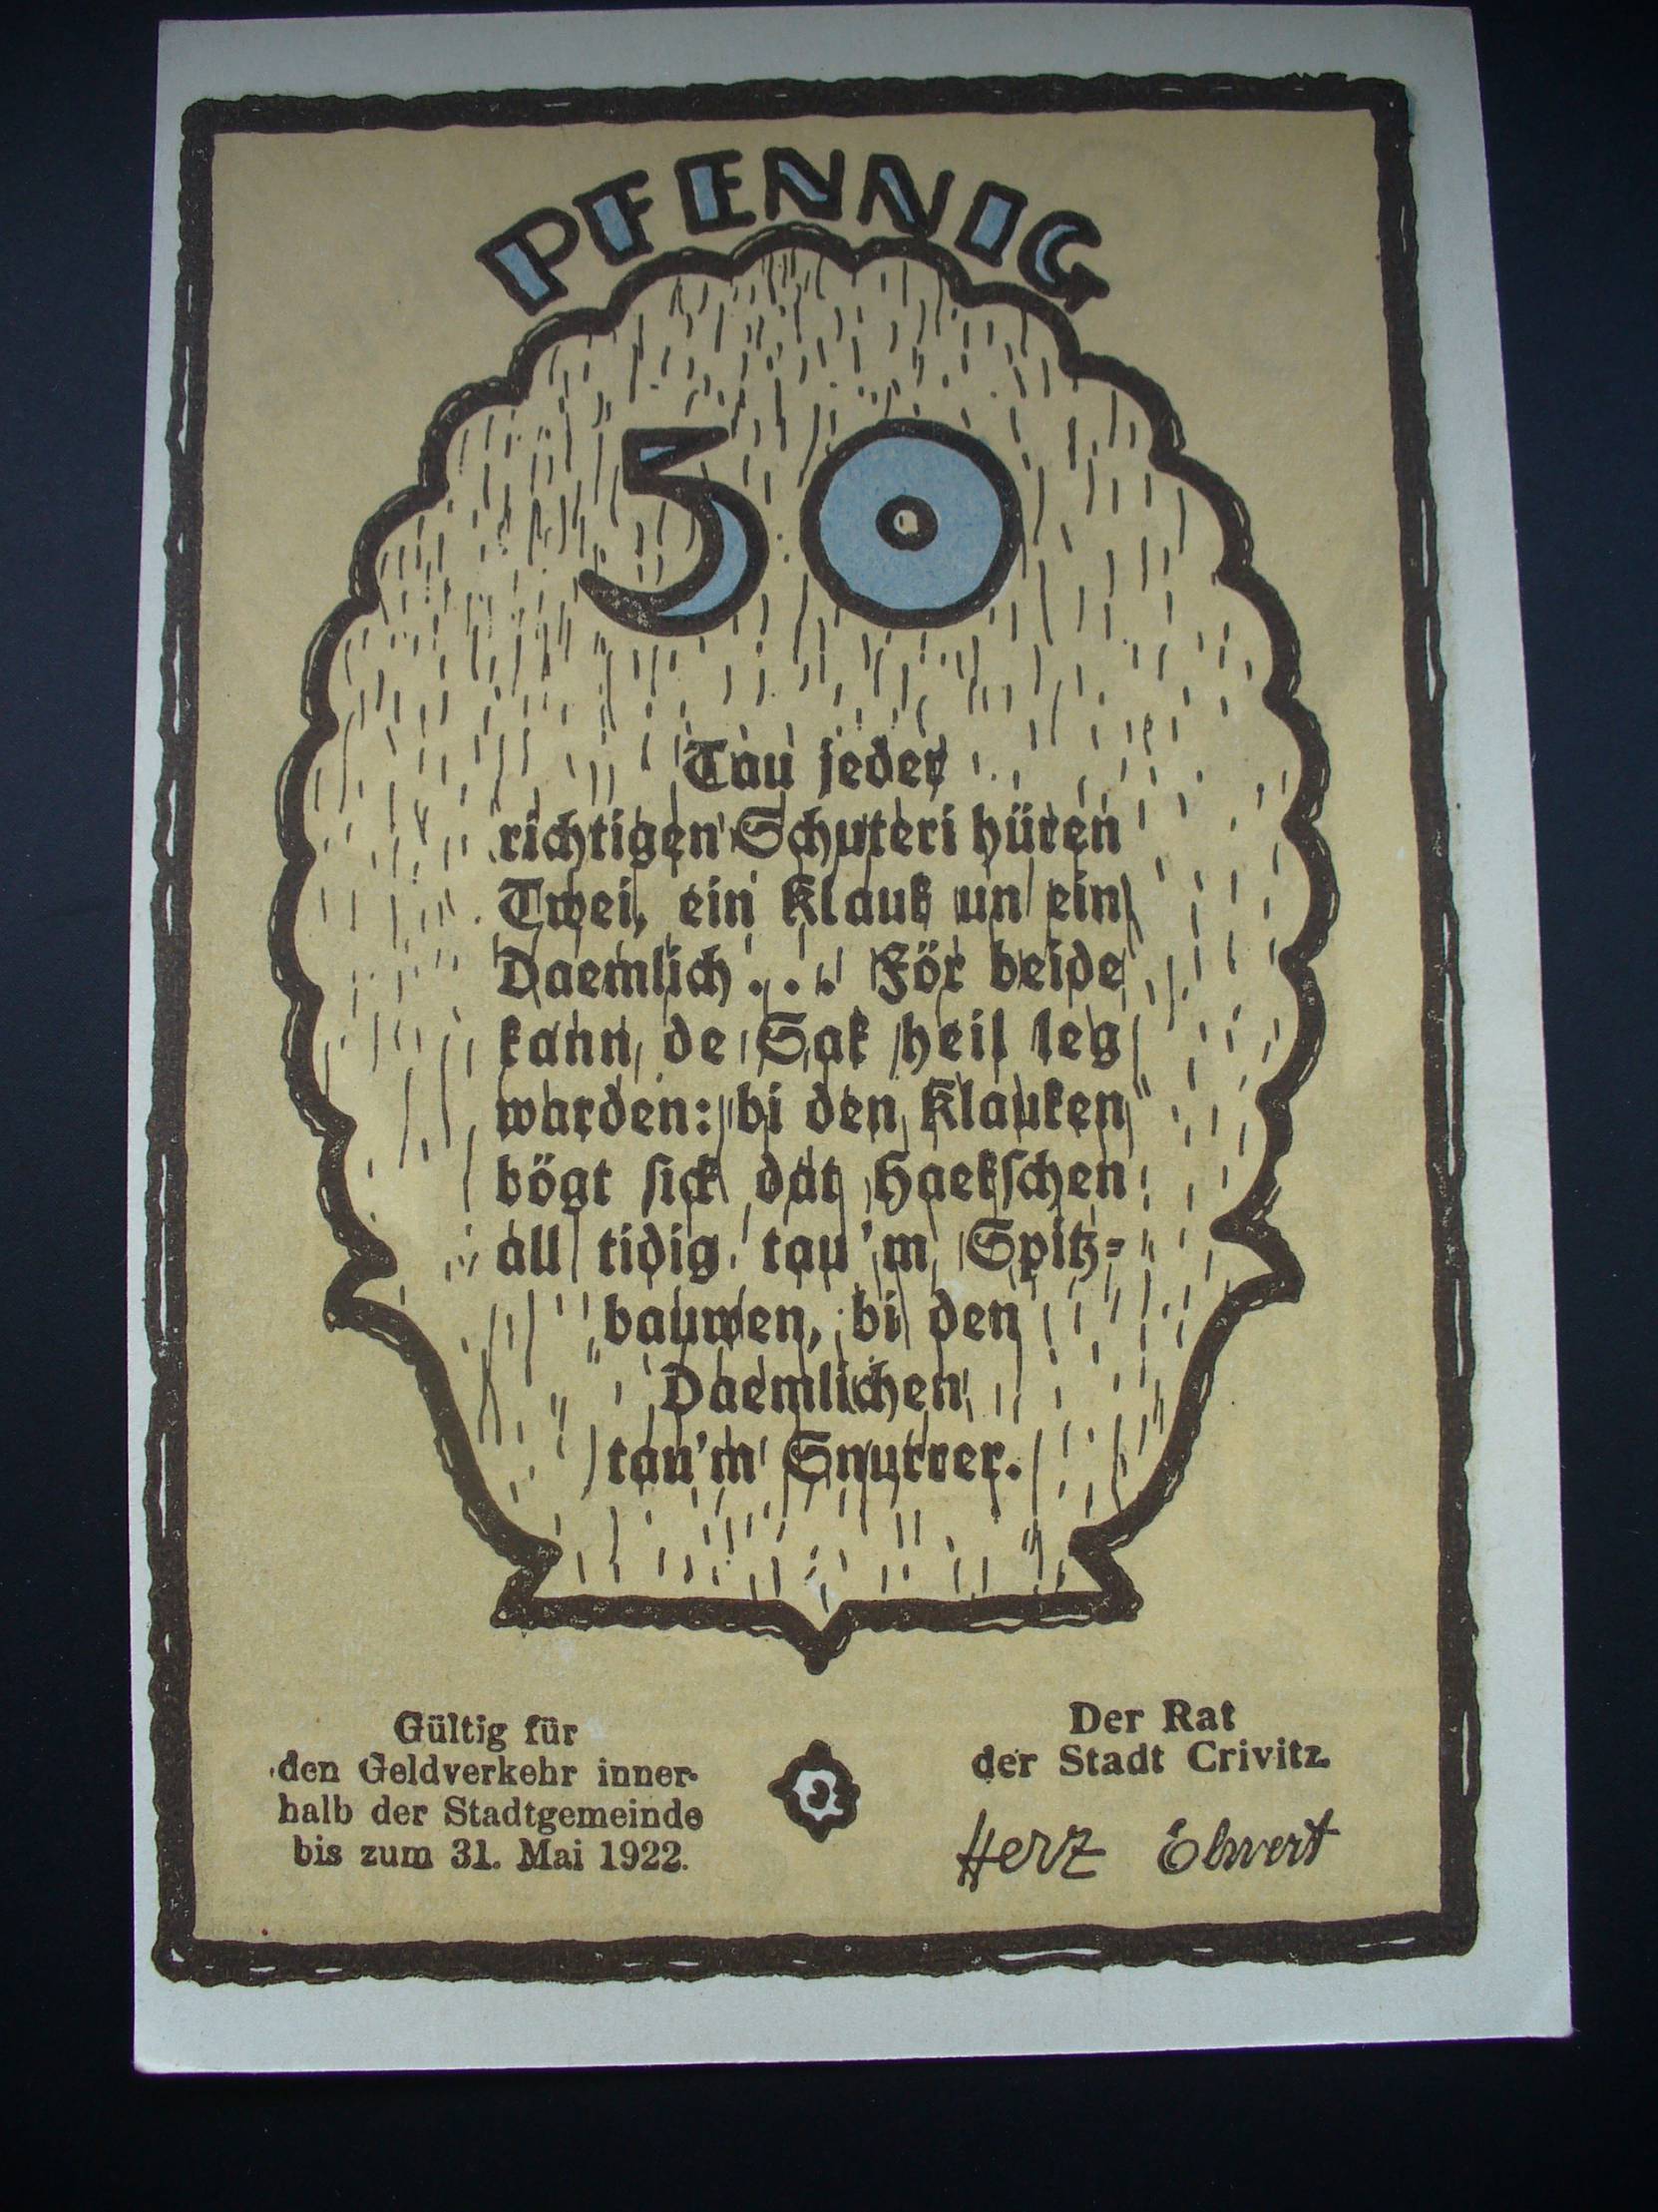 PFENNIG
50
Tau jeder
richtigen Schuteri hüren
Twei, ein Klauk un ein
Daemlich . . . För beide
kann de Sak heil leg
warden: bi den Klauken
bögt sick dat Haekschen
all tidig tau'm Spitz-
bauwen, bi den
Daemlichen
tau'm Snurrer.
Gültig für
den Geldverkehr inner-
halb der Stadtgemeinde
bis zum 31. Mai 1922.
Der Rat
der Stadt Crivitz
Herz